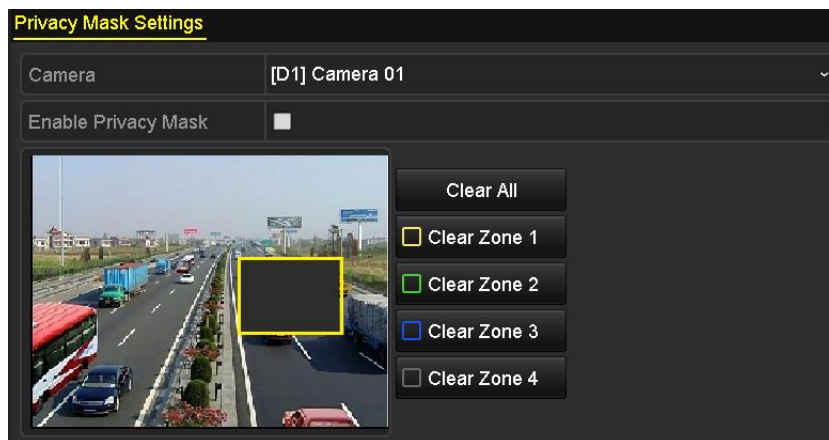 Privacy Mask Settings
Camera [D1] Camera 01
Enable Privacy Mask
Clear All
Clear Zone 1
Clear Zone 2
Clear Zone 3
Clear Zone 4